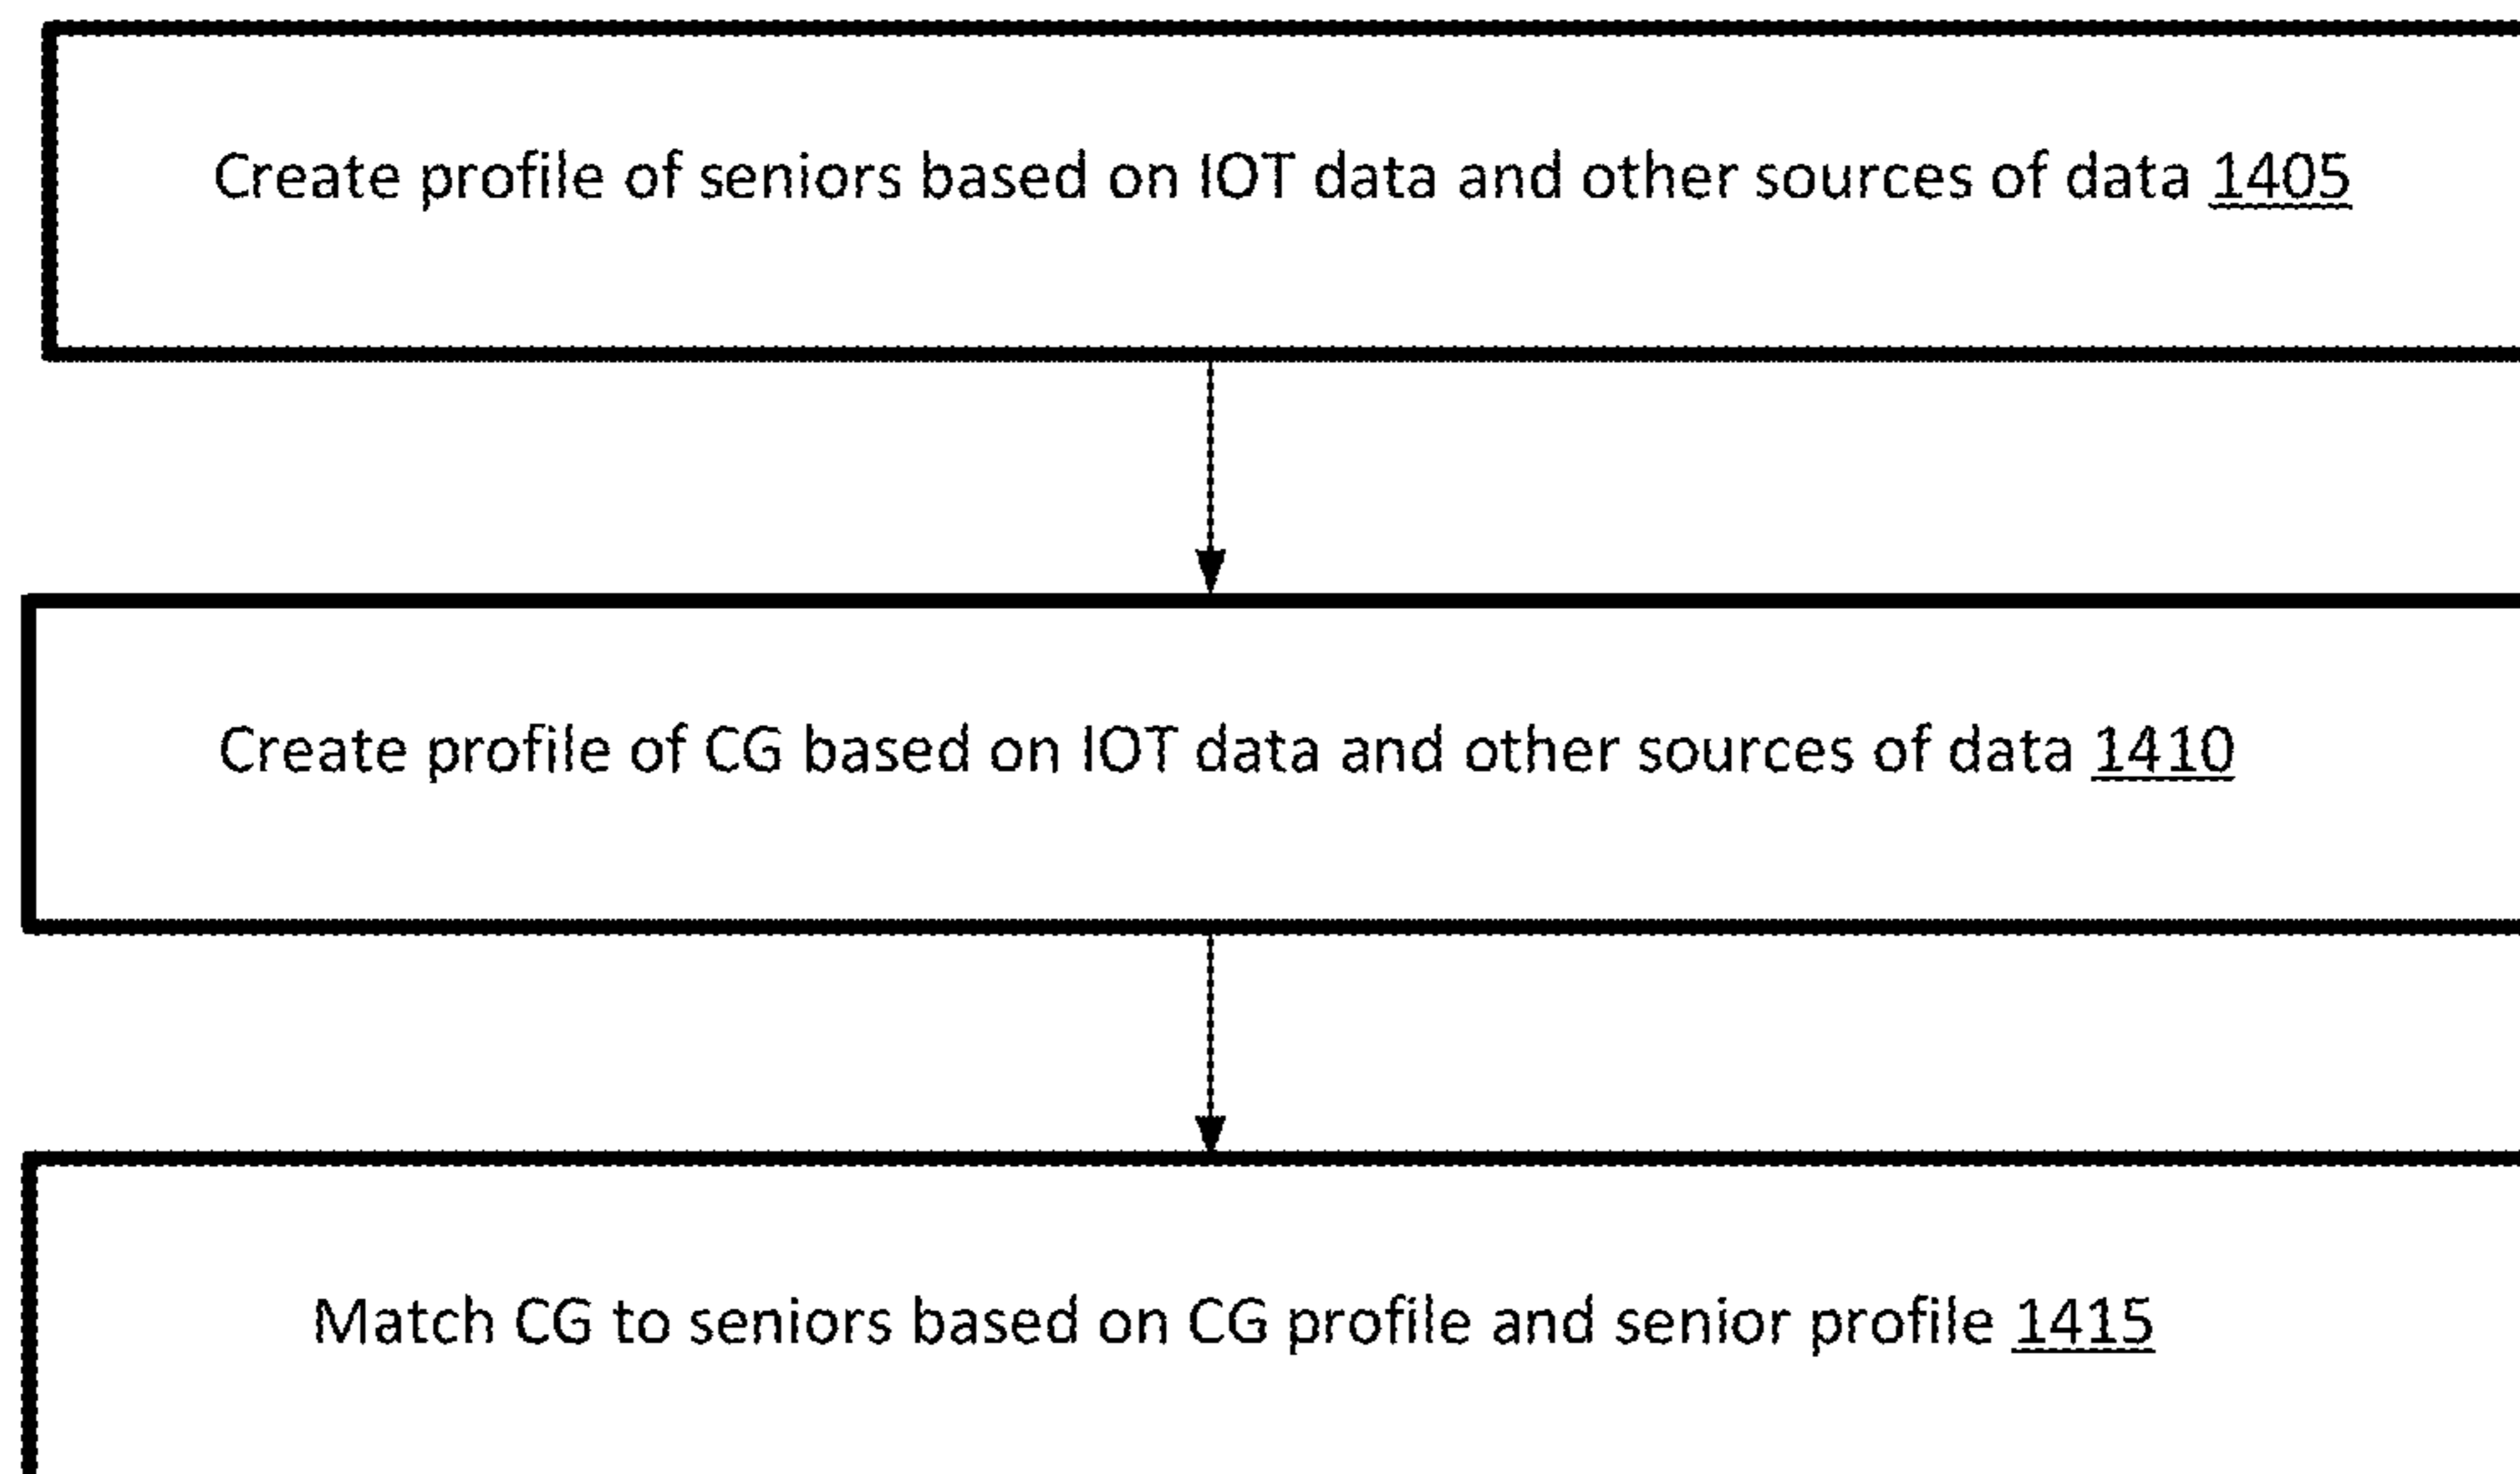 Create profile of seniors based on IOT data and other sources of data 1405
Create profile of CG based on IOT data and other sources of data 1410
Match CG to seniors based on CG profile and senior profile 1415